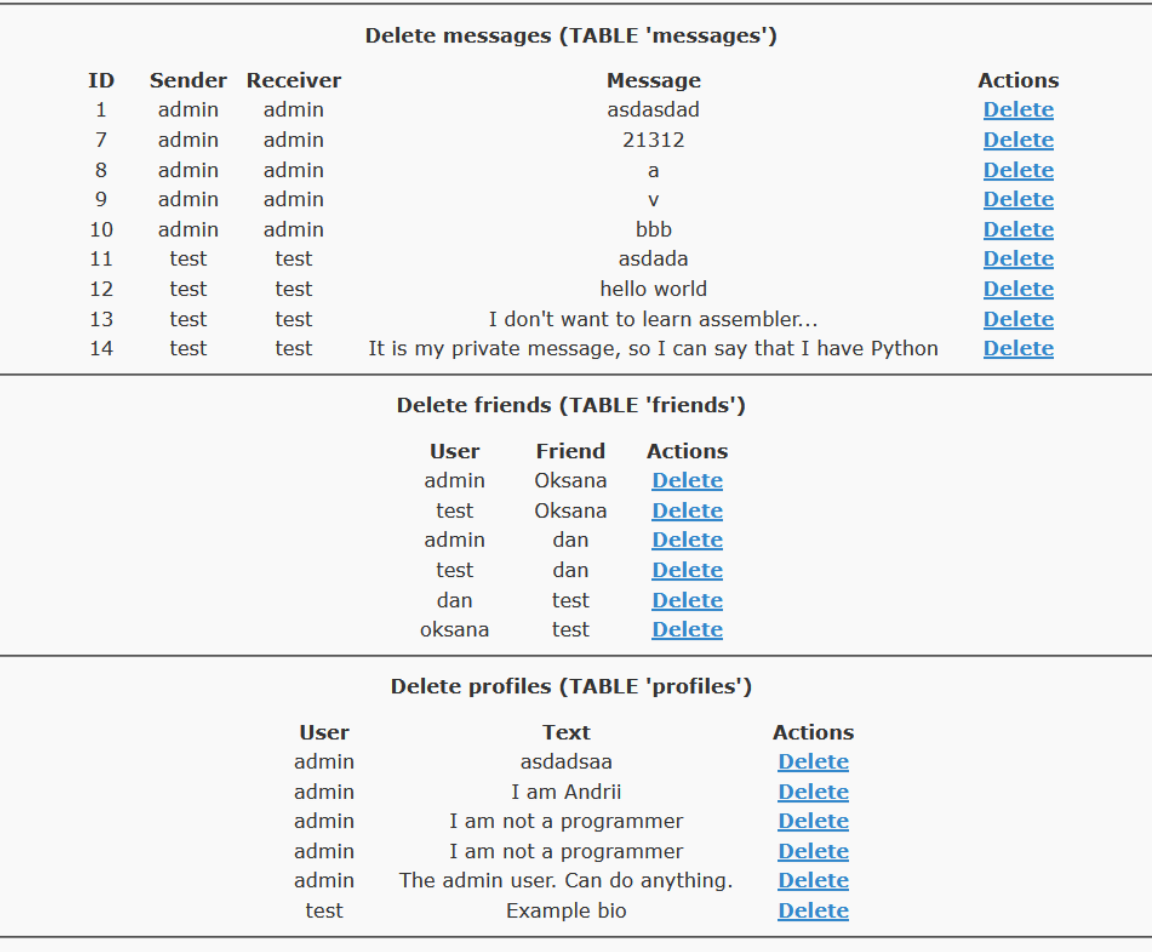 Delete messages (TABLE 'messages')
ID Sender Receiver Message Actions
1 admin admin asdasdad Delete
7 admin admin 21312 Delete
8 admin admin a Delete
9 admin admin v Delete
10 admin admin bbb Delete
11 test test asdada Delete
12 test test hello world Delete
13 test test I don't want to learn assembler... Delete
14 test test It is my private message, so I can say that I have Python Delete
Delete friends (TABLE 'friends')
User Friend Actions
admin Oksana Delete
test Oksana Delete
admin dan Delete
test dan Delete
dan test Delete
oksana test Delete
Delete profiles (TABLE 'profiles')
User Text Actions
admin asdadsaa Delete
admin I am Andrii Delete
admin I am not a programmer Delete
admin I am not a programmer Delete
admin The admin user. Can do anything. Delete
test Example bio Delete